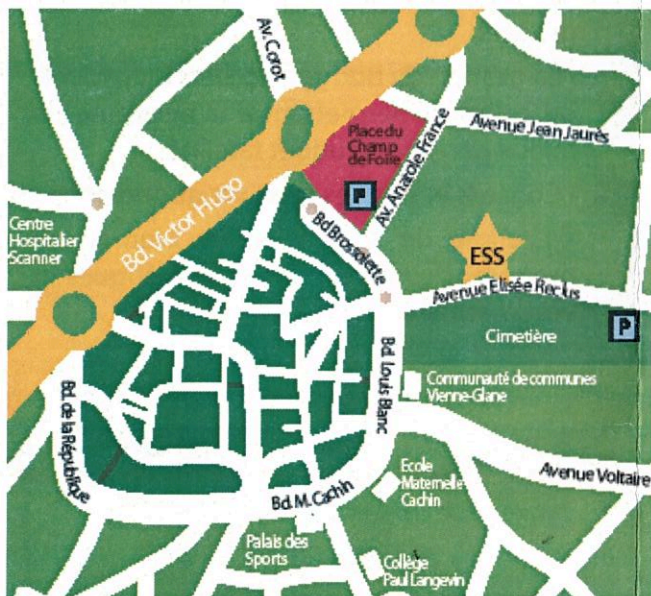 Av. Corot
Place du
Champ
de Foire
P
Av. Anatole France
Avenue Jean Jaurès
Bd. Victor Hugo
Centre
Hospitalier
Scanner
Bd Brossolette
ESS
Avenue Elisée Reclus
P
Cimetière
Bd. Louis Blanc
Communauté de communes
Vienne-Glane
Bd. de la République
Avenue Voltaire
Ecole
Maternelle
Cachin
Bd. M. Cachin
Palais des
Sports
Collège
Paul Langevin